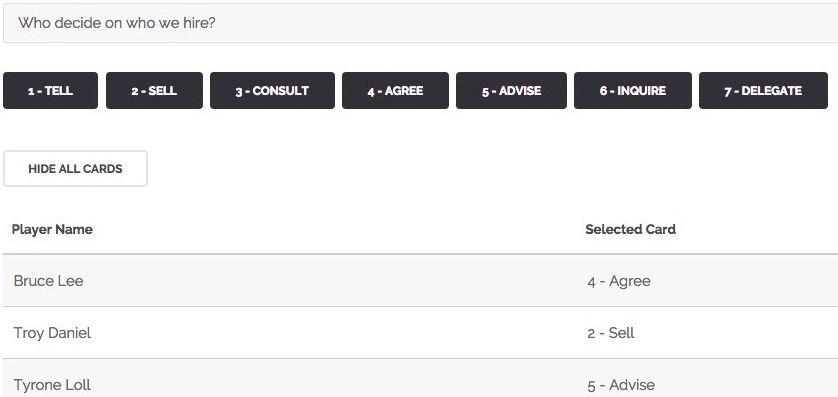 Who decide on who we hire?
1 - TELL 2 - SELL 3 - CONSULT 4 - AGREE 5 - ADVISE 6 - INQUIRE 7 - DELEGATE
HIDE ALL CARDS
Player Name Selected Card
Bruce Lee 4 - Agree
Troy Daniel 2 - Sell
Tyrone Loll 5 - Advise